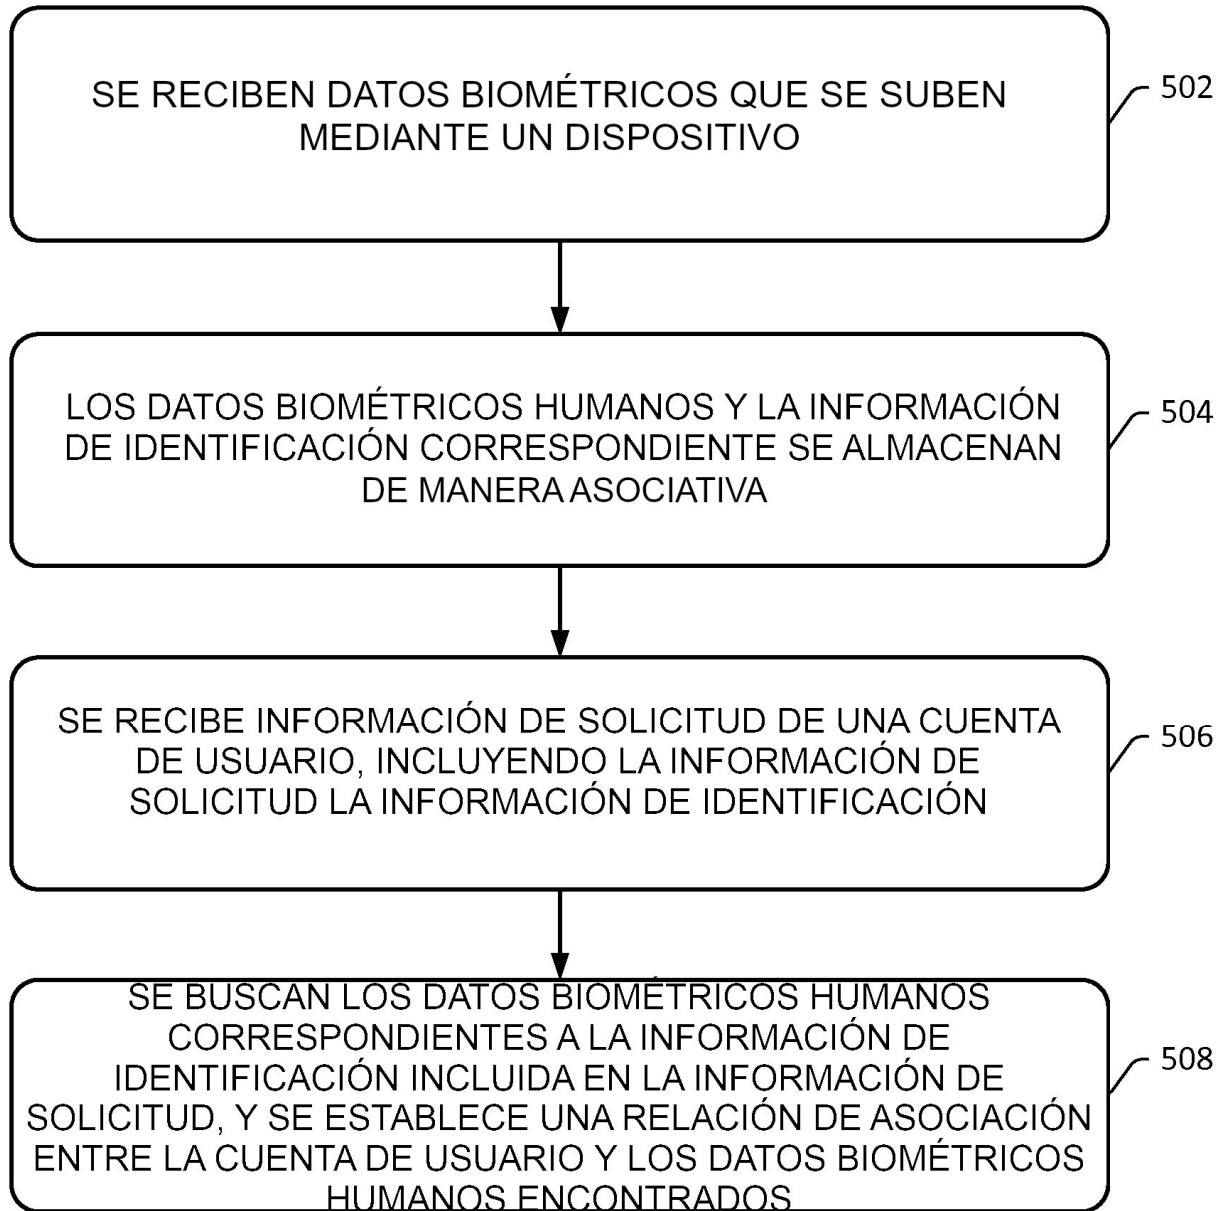 SE RECIBEN DATOS BIOMÉTRICOS QUE SE SUBEN
MEDIANTE UN DISPOSITIVO
502
LOS DATOS BIOMÉTRICOS HUMANOS Y LA INFORMACIÓN
DE IDENTIFICACIÓN CORRESPONDIENTE SE ALMACENAN
DE MANERA ASOCIATIVA
504
SE RECIBE INFORMACIÓN DE SOLICITUD DE UNA CUENTA
DE USUARIO, INCLUYENDO LA INFORMACIÓN DE
SOLICITUD LA INFORMACIÓN DE IDENTIFICACIÓN
506
SE BUSCAN LOS DATOS BIOMÉTRICOS HUMANOS
CORRESPONDIENTES A LA INFORMACIÓN DE
IDENTIFICACIÓN INCLUIDA EN LA INFORMACIÓN DE
SOLICITUD, Y SE ESTABLECE UNA RELACIÓN DE ASOCIACIÓN
ENTRE LA CUENTA DE USUARIO Y LOS DATOS BIOMÉTRICOS
HUMANOS ENCONTRADOS
508